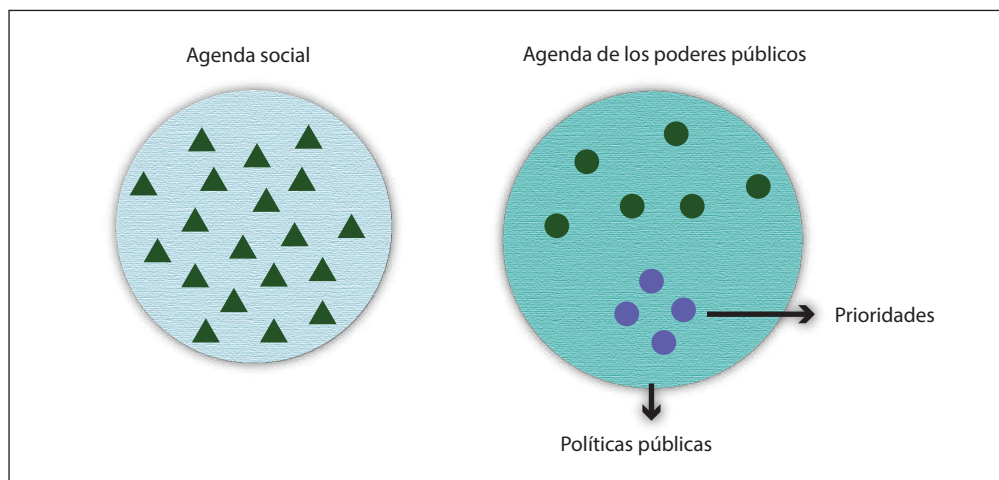 Agenda social
Agenda de los poderes públicos
Prioridades
Políticas públicas